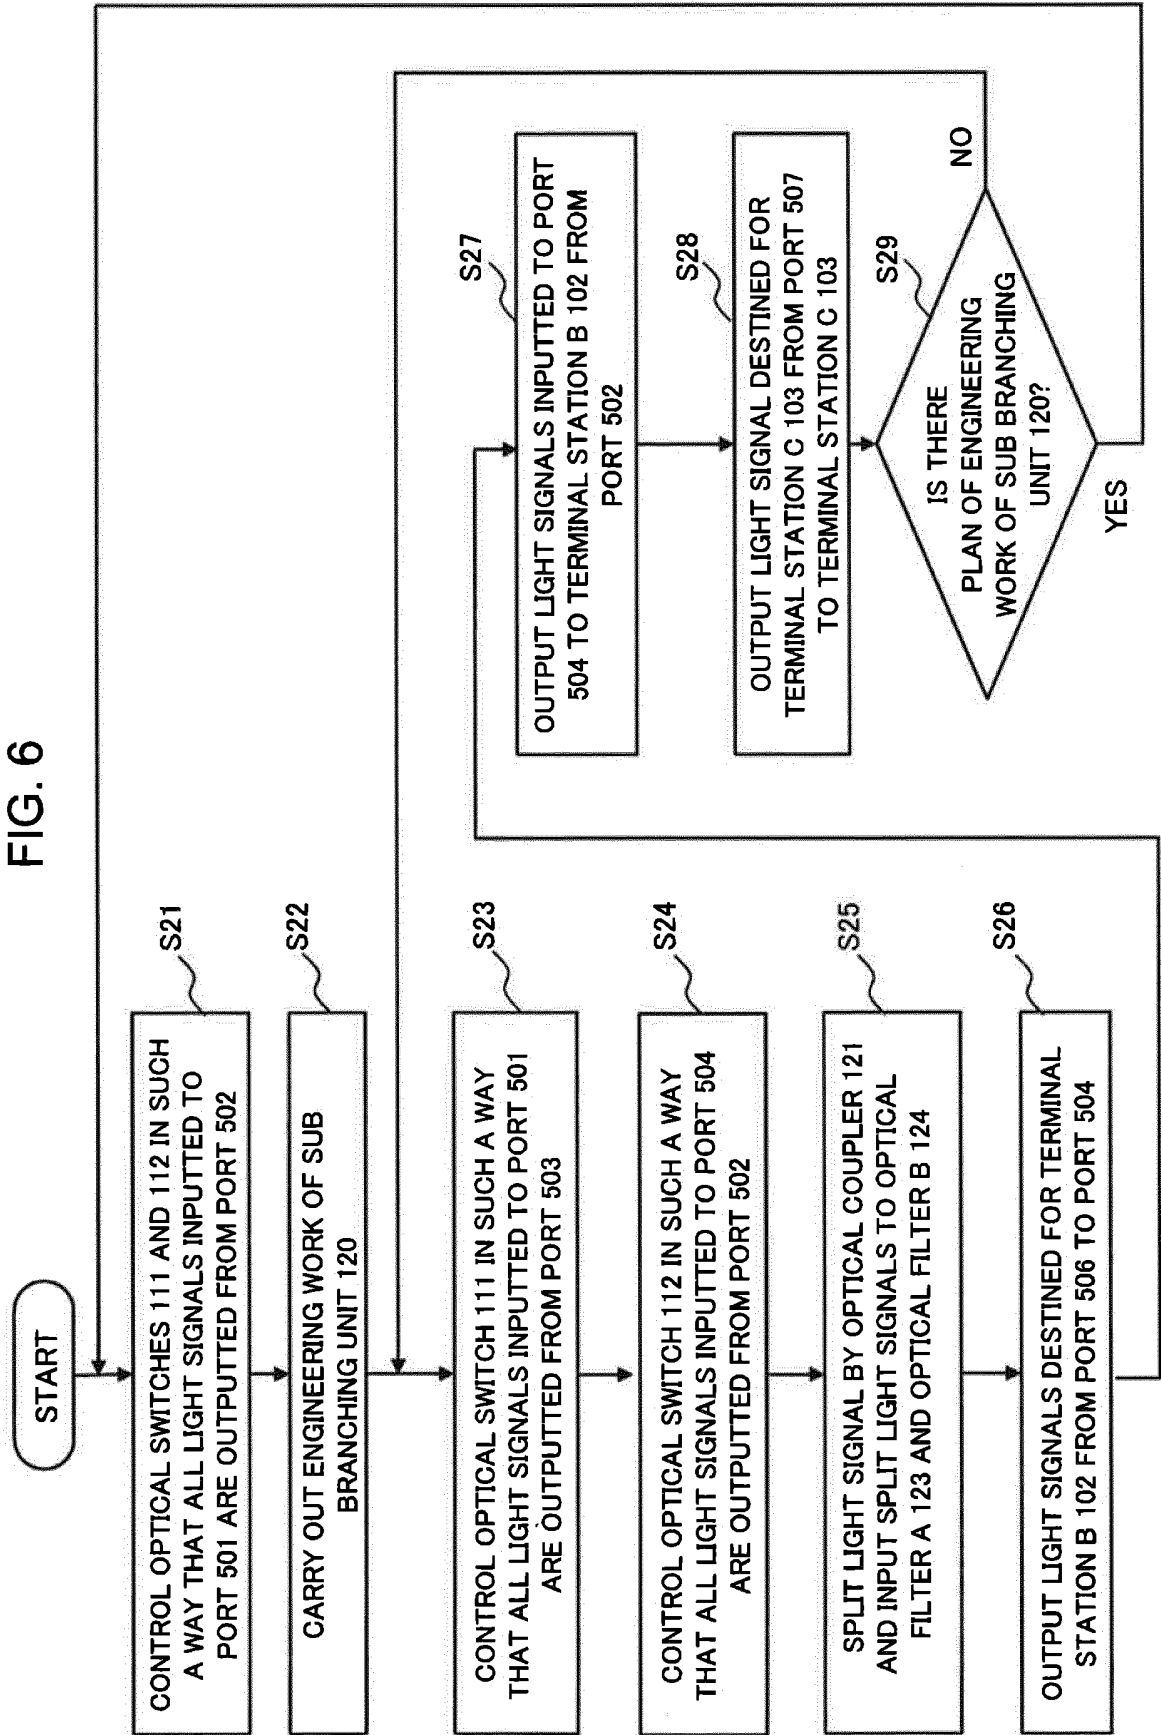 FIG. 6
START
CONTROL OPTICAL SWITCHES 111 AND 112 IN SUCH
A WAY THAT ALL LIGHT SIGNALS INPUTTED TO
PORT 501 ARE OUTPUTTED FROM PORT 502
S21
CARRY OUT ENGINEERING WORK OF SUB
BRANCHING UNIT 120
S22
CONTROL OPTICAL SWITCH 111 IN SUCH A WAY
THAT ALL LIGHT SIGNALS INPUTTED TO PORT 501
ARE OUTPUTTED FROM PORT 503
S23
CONTROL OPTICAL SWITCH 112 IN SUCH A WAY
THAT ALL LIGHT SIGNALS INPUTTED TO PORT 504
ARE OUTPUTTED FROM PORT 502
S24
SPLIT LIGHT SIGNAL BY OPTICAL COUPLER 121
AND INPUT SPLIT LIGHT SIGNALS TO OPTICAL
FILTER A 123 AND OPTICAL FILTER B 124
S25
OUTPUT LIGHT SIGNALS DESTINED FOR TERMINAL
STATION B 102 FROM PORT 506 TO PORT 504
S26
OUTPUT LIGHT SIGNALS INPUTTED TO PORT
504 TO TERMINAL STATION B 102 FROM
PORT 502
S27
OUTPUT LIGHT SIGNAL DESTINED FOR
TERMINAL STATION C 103 FROM PORT 507
TO TERMINAL STATION C 103
S28
IS THERE
PLAN OF ENGINEERING
WORK OF SUB BRANCHING
UNIT 120?
S29
NO
YES